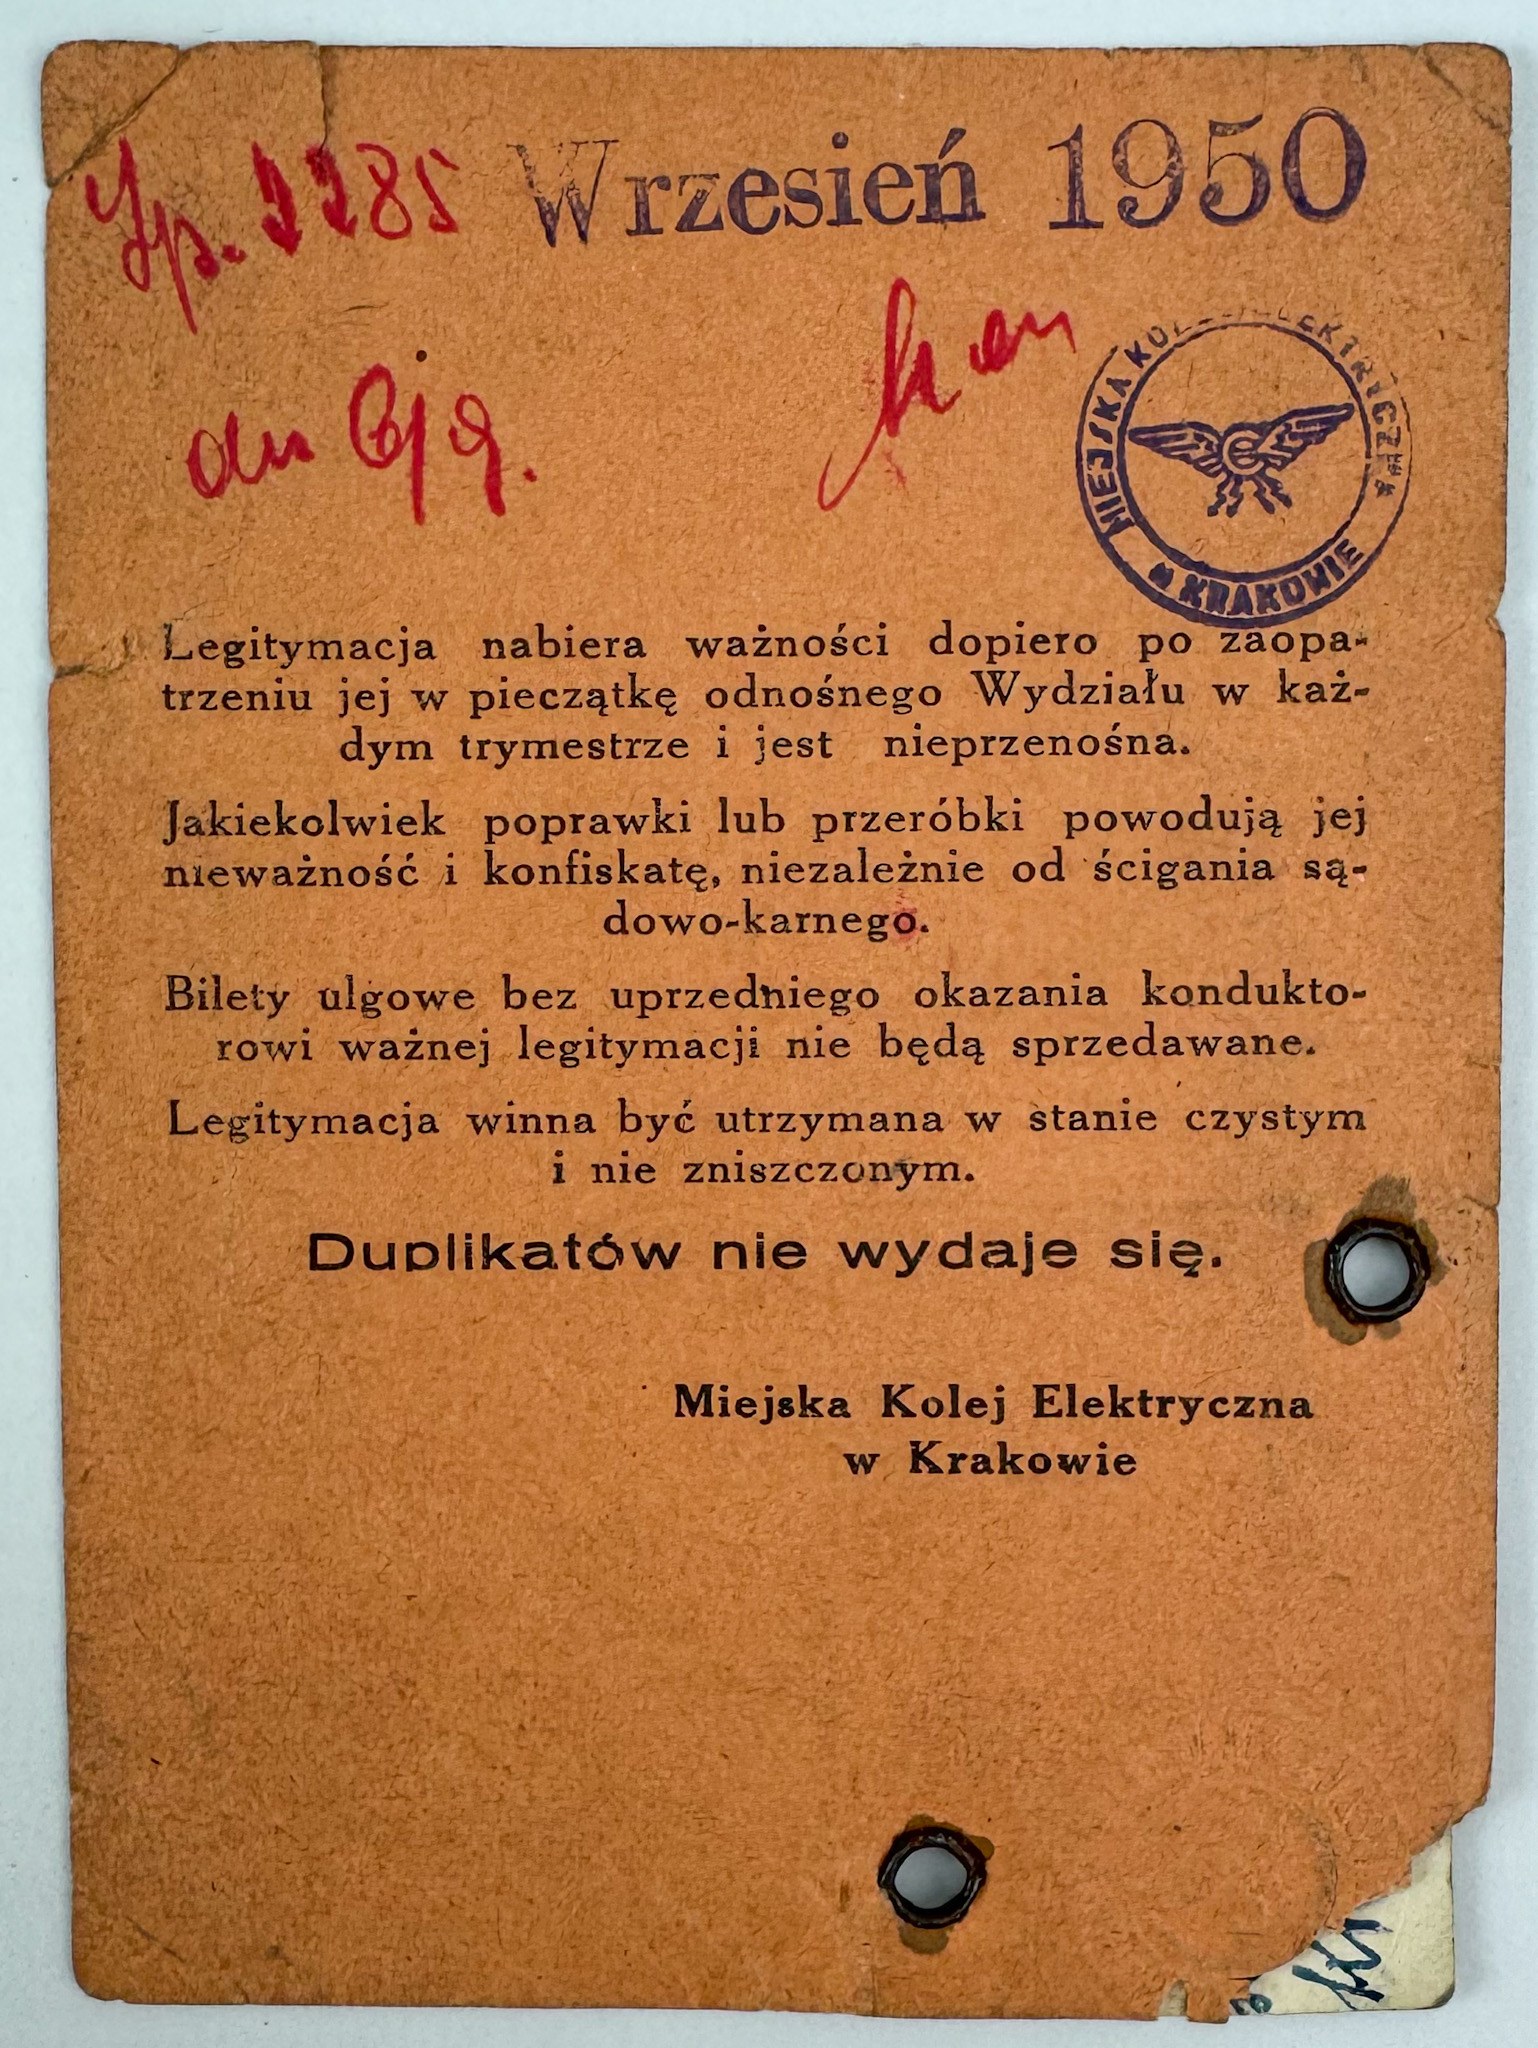 Wrzesień 1950
MIEJSKA KOLEJ ELEKTRYCZNA
W KRAKOWIE
Legitymacja nabiera ważności dopiero po zaopa-
trzeniu jej w pieczątkę odnośnego Wydziału w każ-
dym trymestrze i jest nieprzenośna.
Jakiekolwiek poprawki lub przeróbki powodują jej
nieważność i konfiskatę, niezależnie od ścigania są-
dowo-karnego.
Bilety ulgowe bez uprzedniego okazania kondukto-
rowi ważnej legitymacji nie będą sprzedawane.
Legitymacja winna być utrzymana w stanie czystym
i nie zniszczonym.
Duplikatów nie wydaje się.
Miejska Kolej Elektryczna
w Krakowie